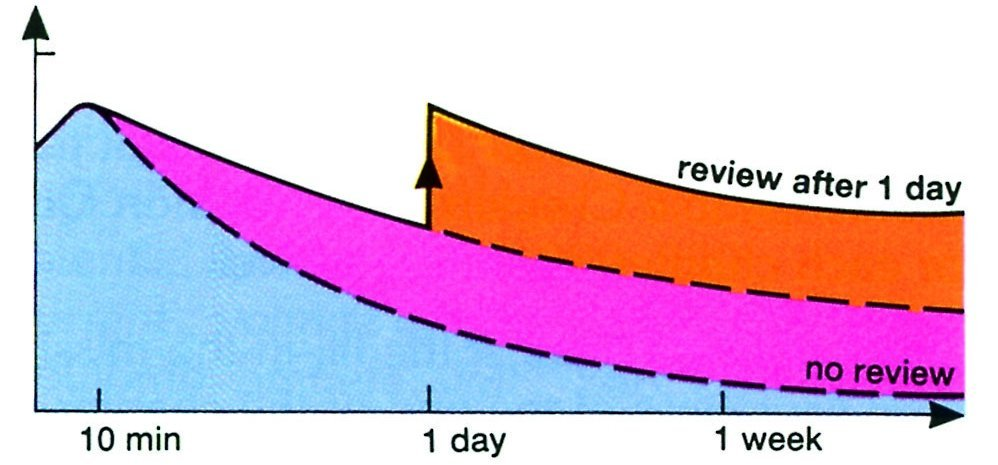 review after 1 day
no review
10 min
1 day
1 week